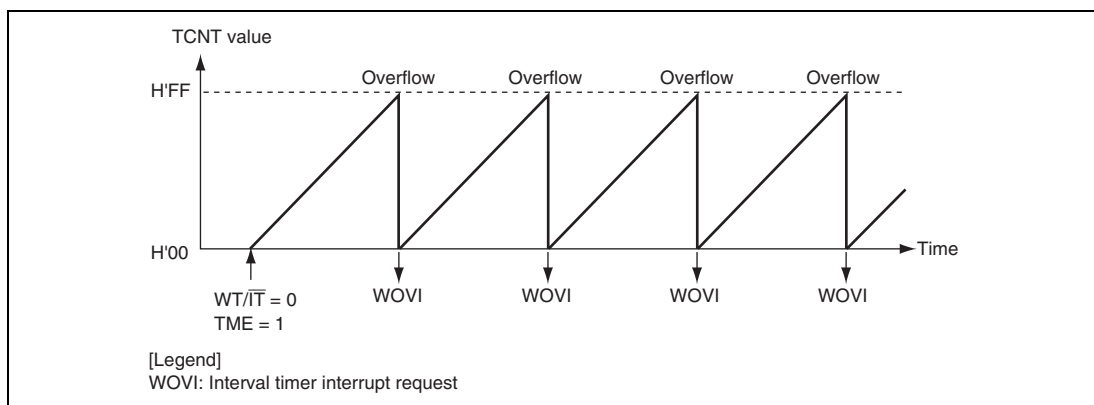 TCNT value
Overflow Overflow Overflow Overflow
H'FF
H'00
Time
WOVI WOVI WOVI WOVI
WT/I̅T̅ = 0
TME = 1
[Legend]
WOVI: Interval timer interrupt request